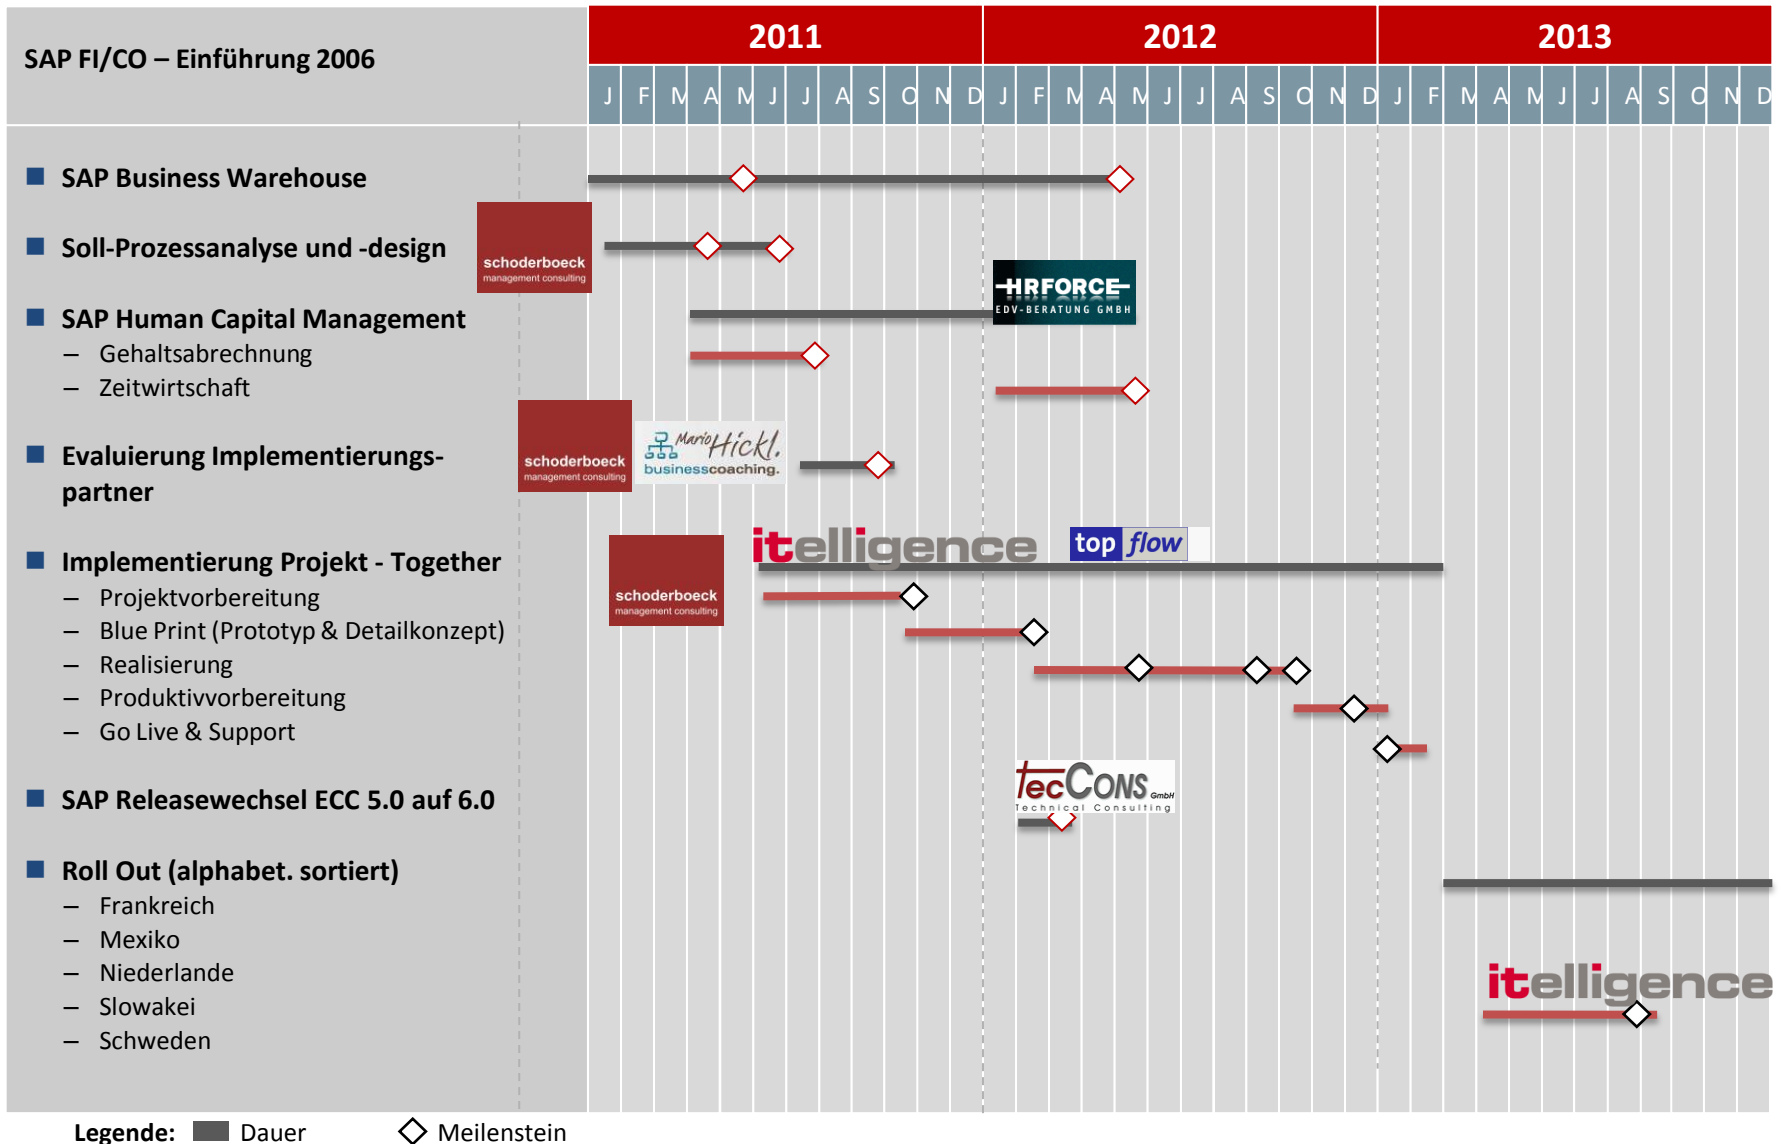 SAP FI/CO – Einführung 2006
2011 2012 2013
J F M A M J J A S O N D J F M A M J J A S O N D J F M A M J J A S O N D
SAP Business Warehouse
Soll-Prozessanalyse und -design
schoderboeck
management consulting
HRFORCE
EDV-BERATUNG GMBH
SAP Human Capital Management
– Gehaltsabrechnung
– Zeitwirtschaft
Evaluierung Implementierungs-
partner
schoderboeck
management consulting
Mario Hickl.
businesscoaching.
itelligence
top flow
Implementierung Projekt - Together
schoderboeck
management consulting
– Projektvorbereitung
– Blue Print (Prototyp & Detailkonzept)
– Realisierung
– Produktivvorbereitung
– Go Live & Support
tecCons GmbH
Technical Consulting
SAP Releasewechsel ECC 5.0 auf 6.0
Roll Out (alphabet. sortiert)
– Frankreich
– Mexiko
– Niederlande
itelligence
– Slowakei
– Schweden
Legende: Dauer Meilenstein